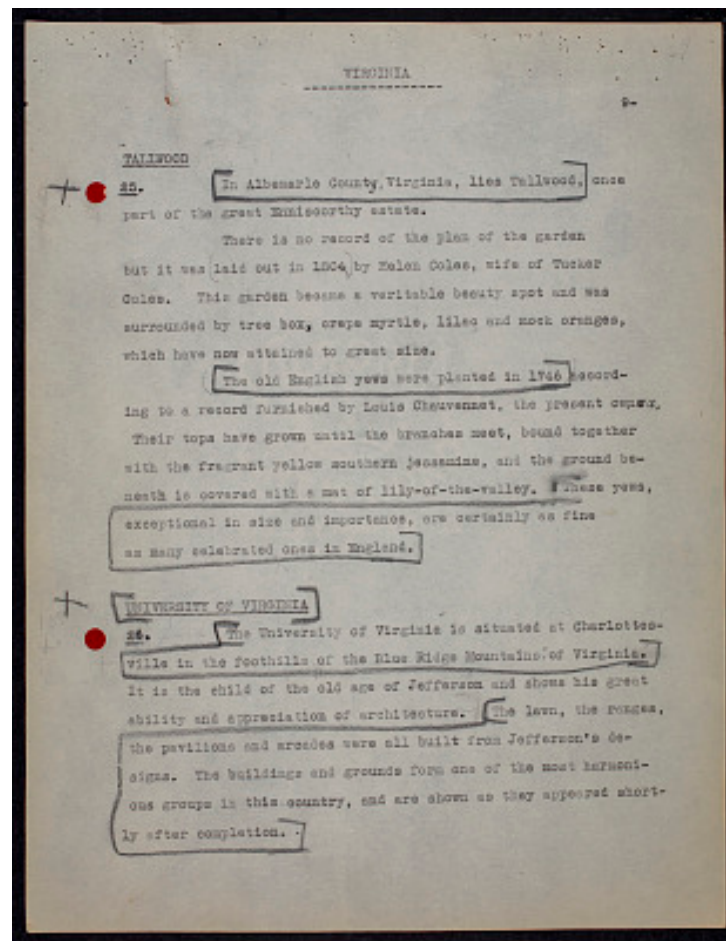 VIRGINIA
9-
TALLWOOD
25. In Albemarle County, Virginia, lies Tallwood, once
part of the great Enniscorthy estate.
There is no record of the plan of the garden
but it was laid out in 1804 by Helen Coles, wife of Tucker
Coles. This garden became a veritable beauty spot and was
surrounded by tree box, crepe myrtle, lilac and mock oranges,
which have now attained to great size.
The old English yews were planted in 1746 accord-
ing to a record furnished by Louis Chauvennet, the present owner.
Their tops have grown until the branches meet, bound together
with the fragrant yellow southern jessamine, and the ground be-
neath is covered with a mat of lily-of-the-valley. These yews,
exceptional in size and importance, are certainly as fine
as many celebrated ones in England.
UNIVERSITY OF VIRGINIA
26. The University of Virginia is situated at Charlottes-
ville in the foothills of the Blue Ridge Mountains of Virginia.
It is the child of the old age of Jefferson and shows his great
ability and appreciation of architecture. The lawn, the ranges,
the pavilions and arcades were all built from Jefferson's de-
signs. The buildings and grounds form one of the most harmoni-
ous groups in this country, and are shown as they appeared short-
ly after completion.